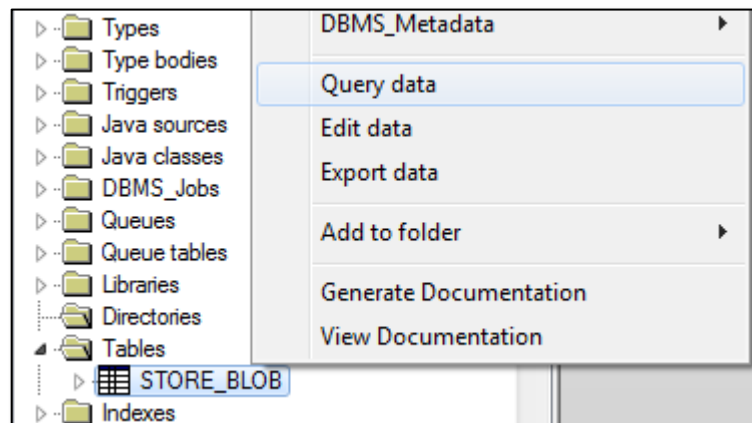 Types
Type bodies
Triggers
Java sources
Java classes
DBMS_Jobs
Queues
Queue tables
Libraries
Directories
Tables
STORE_BLOB
Indexes
DBMS_Metadata
Query data
Edit data
Export data
Add to folder
Generate Documentation
View Documentation